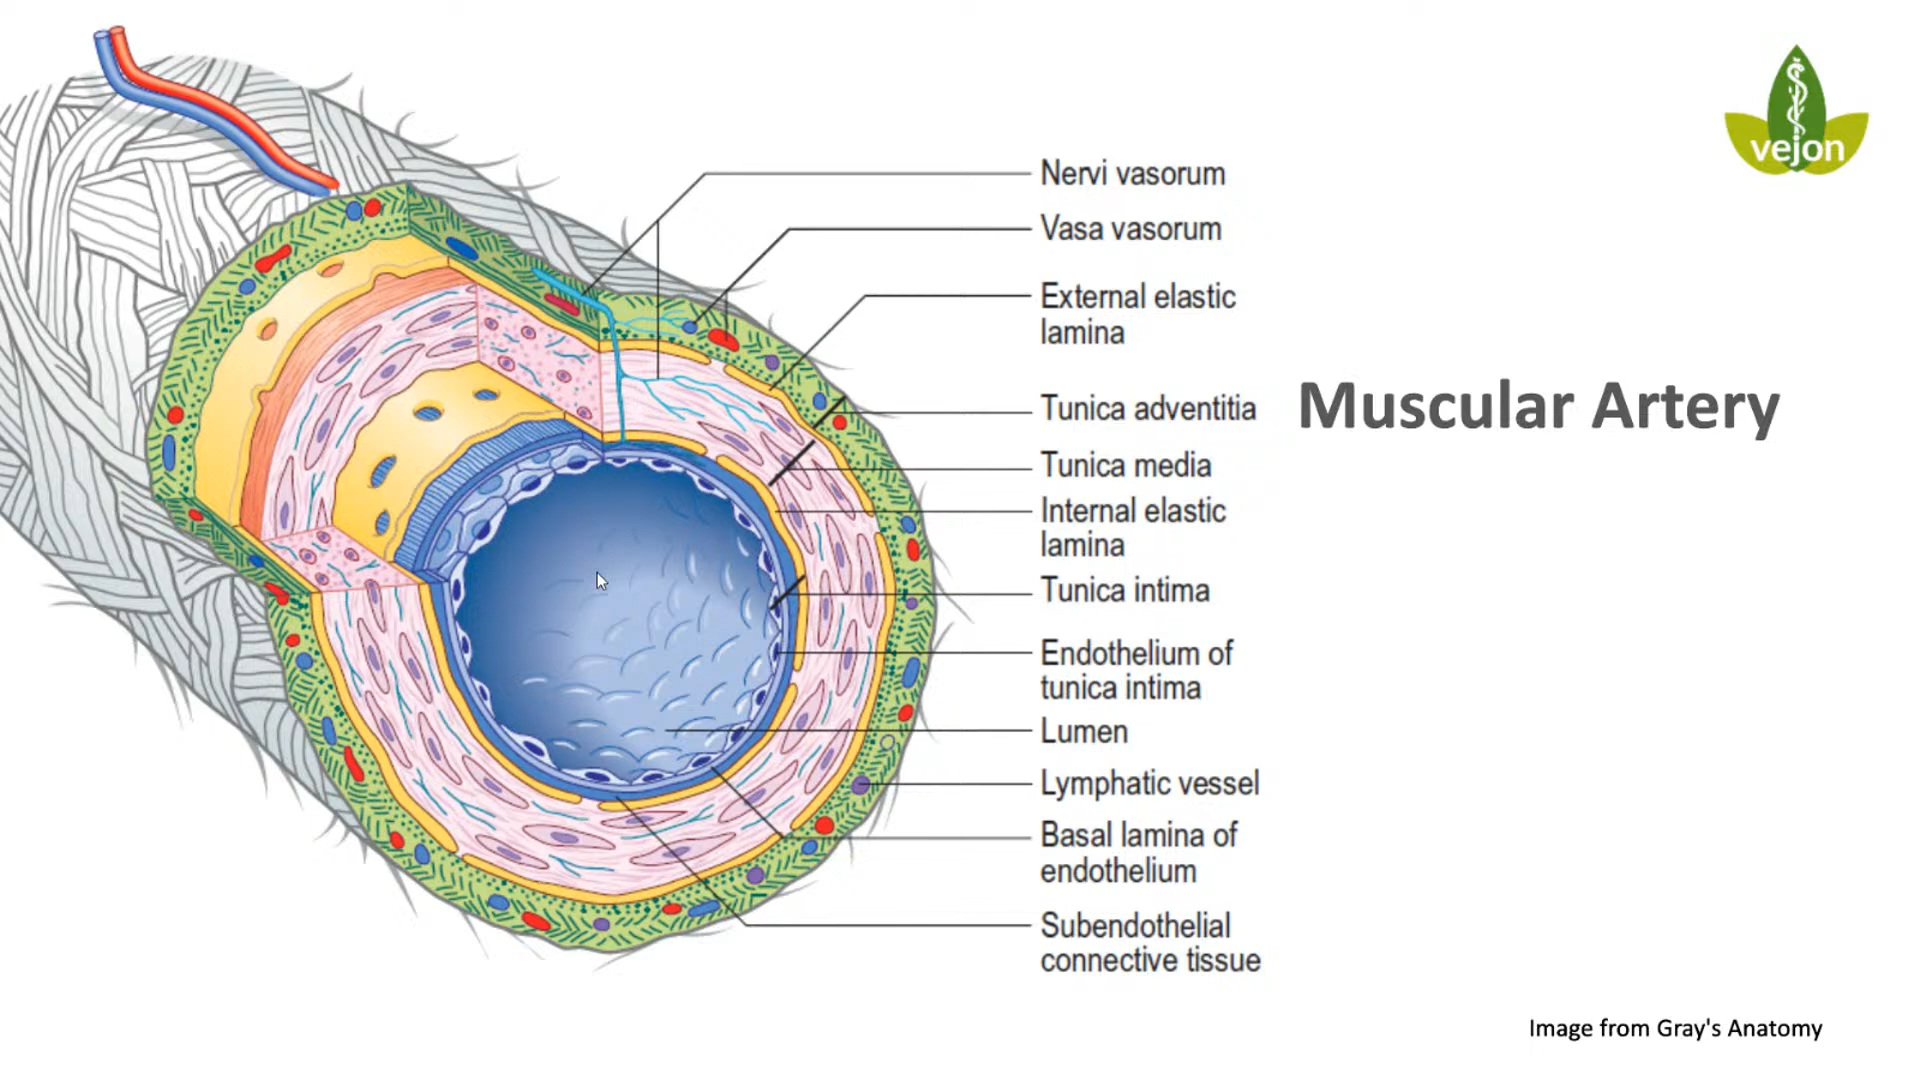 vejon
Nervi vasorum
Vasa vasorum
External elastic
lamina
Tunica adventitia
Muscular Artery
Tunica media
Internal elastic
lamina
Tunica intima
Endothelium of
tunica intima
Lumen
Lymphatic vessel
Basal lamina of
endothelium
Subendothelial
connective tissue
Image from Gray's Anatomy